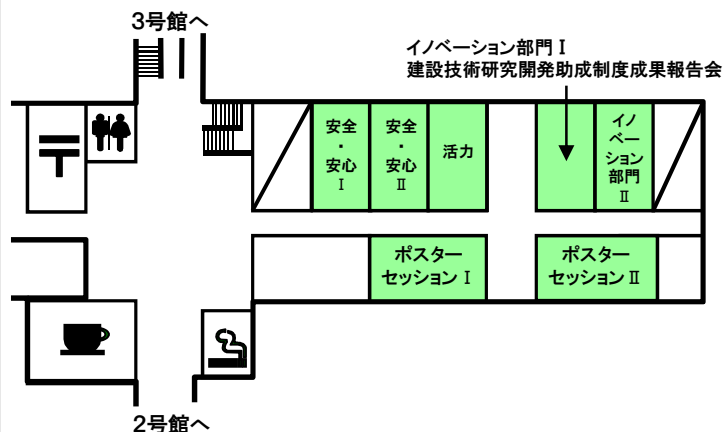 3号館へ
イノベーション部門Ⅰ
建設技術研究開発助成制度成果報告会
安全
・
安心
Ⅰ
安全
・
安心
Ⅱ
活力
イノ
ベー
ション
部門
Ⅱ
〒
ポスター
セッションⅠ
ポスター
セッションⅡ
2号館へ